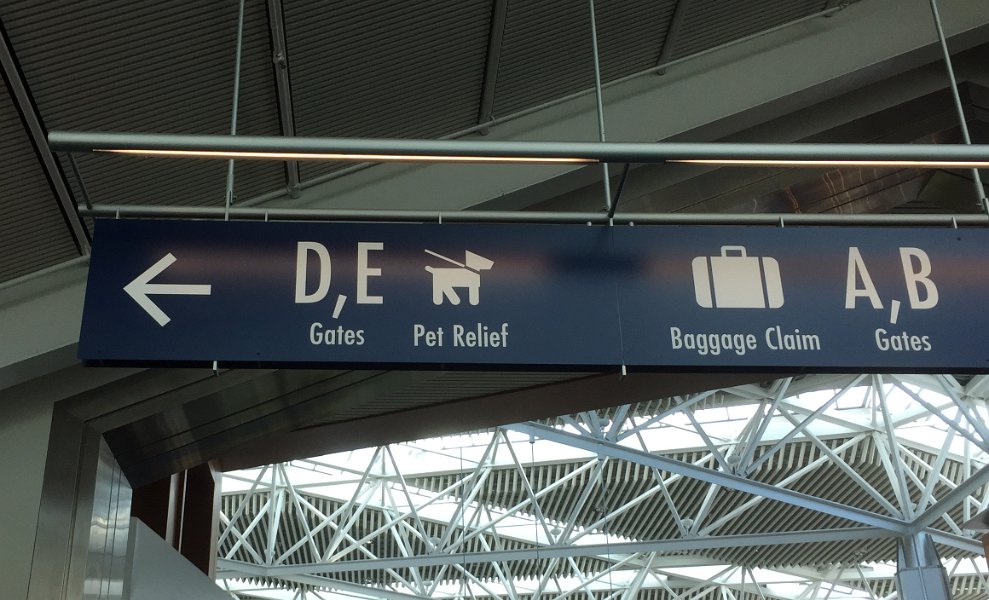 D,E
Gates
Pet Relief
Baggage Claim
A,B
Gates